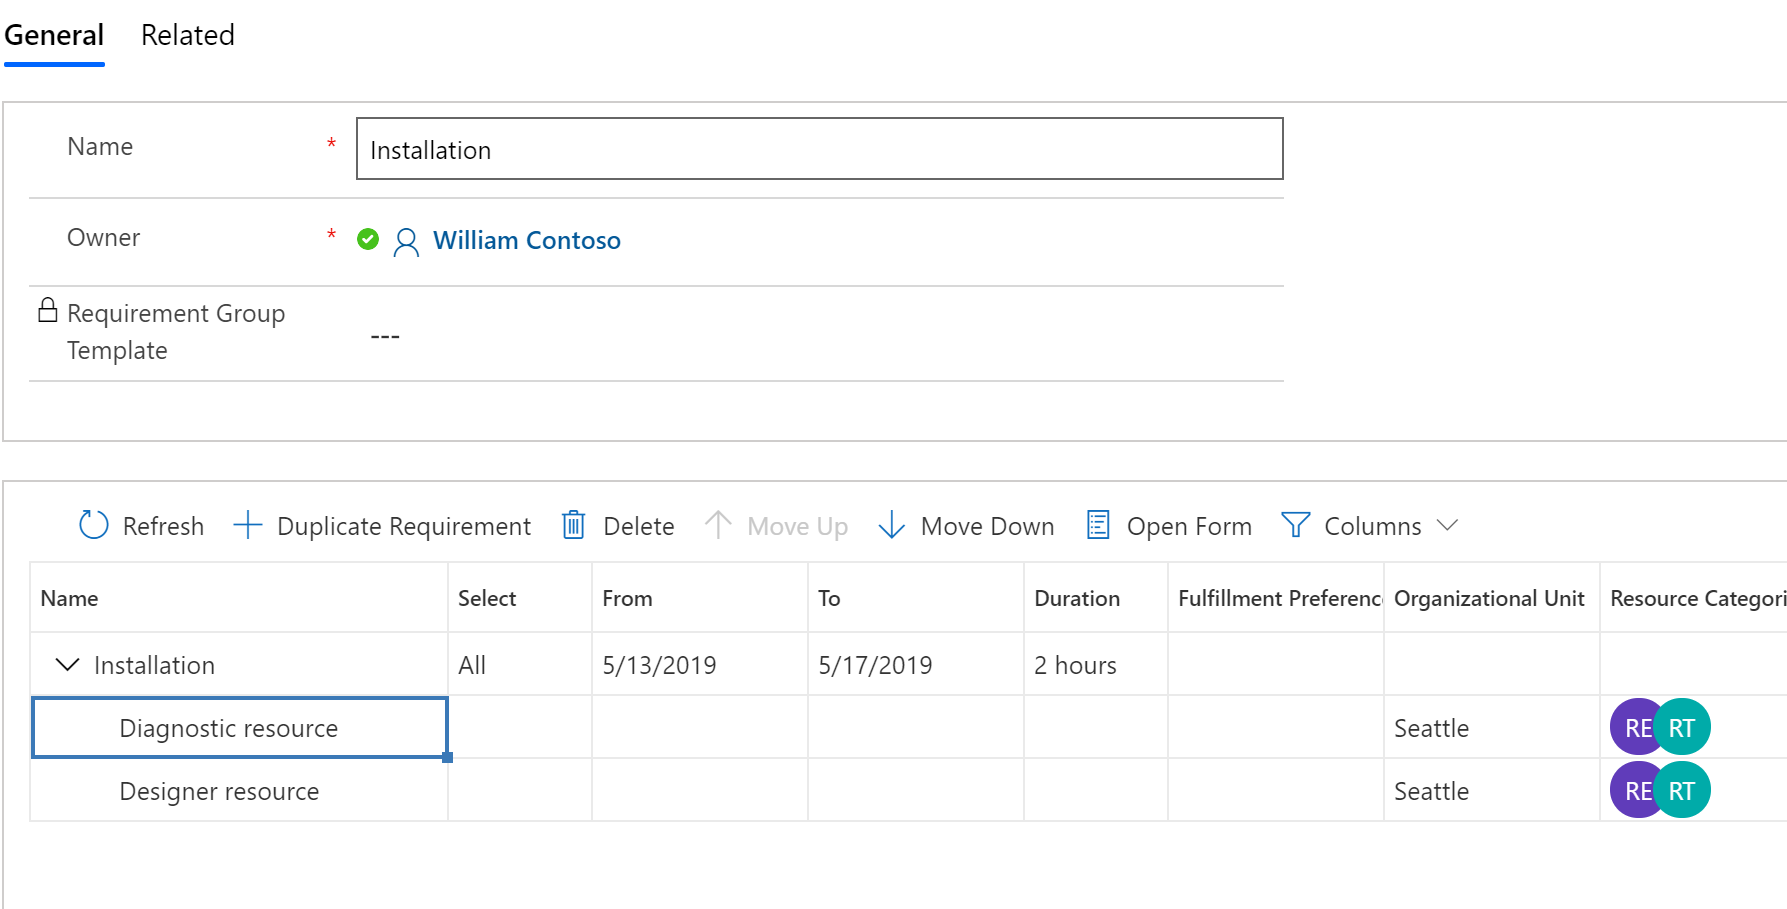 General Related
Name * Installation
Owner * William Contoso
Requirement Group
Template
---
Refresh Duplicate Requirement Delete Move Up Move Down Open Form Columns
Name Select From To Duration Fulfillment Preferenc Organizational Unit Resource Categori
Installation All 5/13/2019 5/17/2019 2 hours
Diagnostic resource Seattle RE RT
Designer resource Seattle RE RT